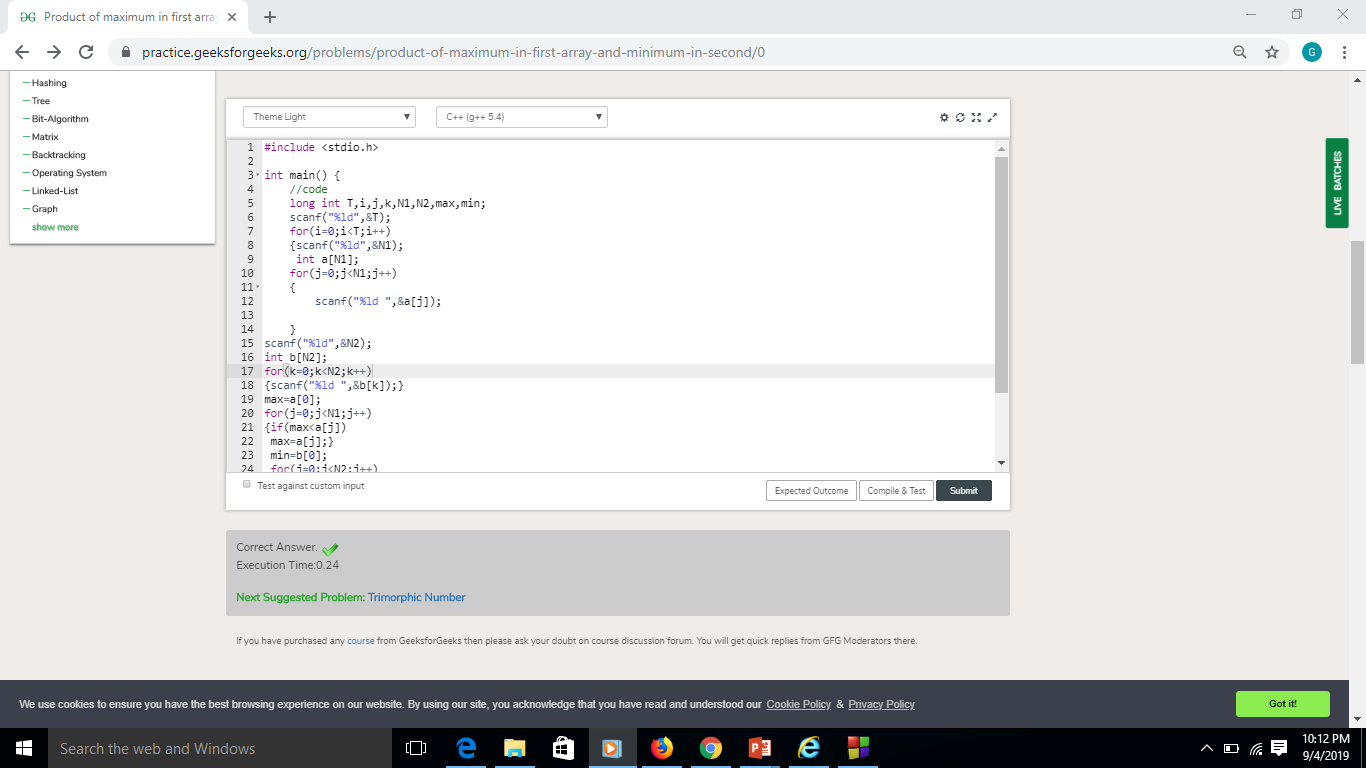 Product of maximum in first arra
practice.geeksforgeeks.org/problems/product-of-maximum-in-first-array-and-minimum-in-second/0
G
Hashing
Tree
Bit-Algorithm
Matrix
Backtracking
Operating System
Linked-List
Graph
show more
Theme Light
C++ (g++ 5.4)
1 #include <stdio.h>
2
3 int main() {
4 //code
5 long int T,i,j,k,N1,N2,max,min;
6 scanf("%ld",&T);
7 for(i=0;i<T;i++)
8 {scanf("%ld",&N1);
9 int a[N1];
10 for(j=0;j<N1;j++)
11 {
12 scanf("%ld ",&a[j]);
13
14 }
15 scanf("%ld",&N2);
16 int b[N2];
17 for(k=0;k<N2;k++)
18 {scanf("%ld ",&b[k]);}
19 max=a[0];
20 for(j=0;j<N1;j++)
21 {if(max<a[j])
22 max=a[j];}
23 min=b[0];
24 for(j=0;j<N2;j++)
LIVE BATCHES
Test against custom input
Expected Outcome
Compile & Test
Submit
Correct Answer.
Execution Time:0.24
Next Suggested Problem: Trimorphic Number
If you have purchased any course from GeeksforGeeks then please ask your doubt on course discussion forum. You will get quick replies from GFG Moderators there.
We use cookies to ensure you have the best browsing experience on our website. By using our site, you acknowledge that you have read and understood our Cookie Policy & Privacy Policy
Got it!
Search the web and Windows
10:12 PM
9/4/2019